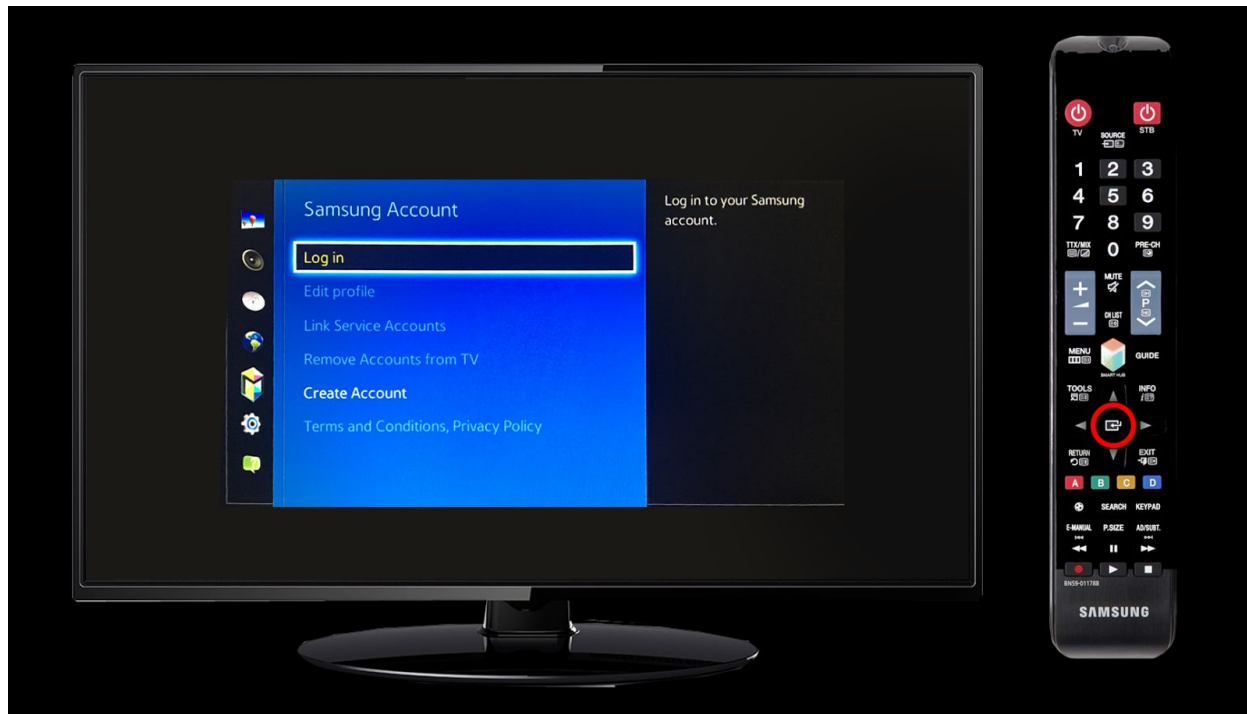 Samsung Account
Log in
Edit profile
Link Service Accounts
Remove Accounts from TV
Create Account
Terms and Conditions, Privacy Policy
Log in to your Samsung
account.
TV
SOURCE
STB
1 2 3
4 5 6
7 8 9
TTX/MIX
0
PRE-CH
MUTE
+
P
CH LIST
−
MENU
SMART HUB
GUIDE
TOOLS
INFO
RETURN
EXIT
A B C D
SEARCH KEYPAD
E-MANUAL P.SIZE AD/SUBT.
BN59-01178B
SAMSUNG